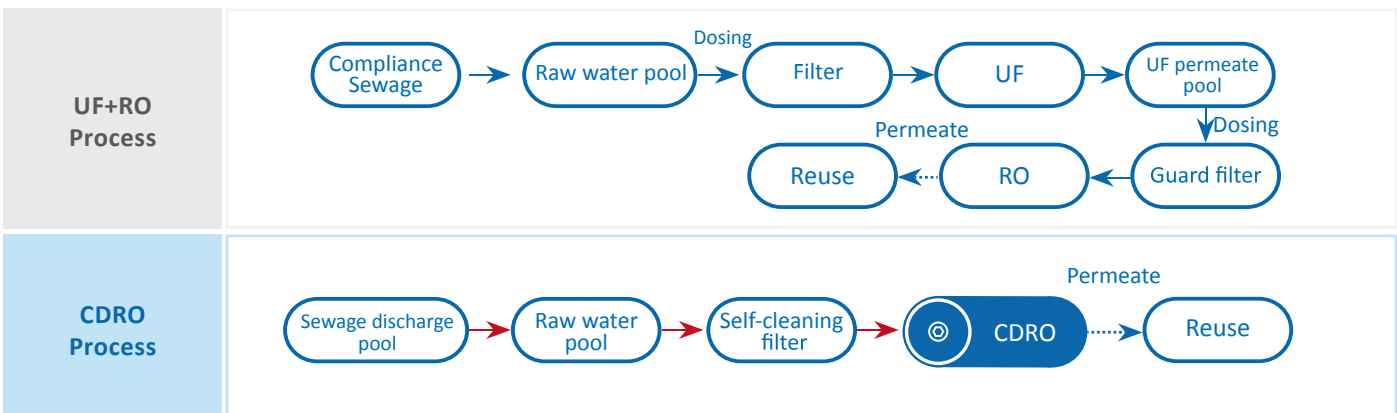 UF+RO
Process
Compliance
Sewage
Raw water pool
Dosing
Filter
UF
UF permeate
pool
Dosing
Guard filter
RO
Permeate
Reuse
CDRO
Process
Sewage discharge
pool
Raw water
pool
Self-cleaning
filter
CDRO
Permeate
Reuse